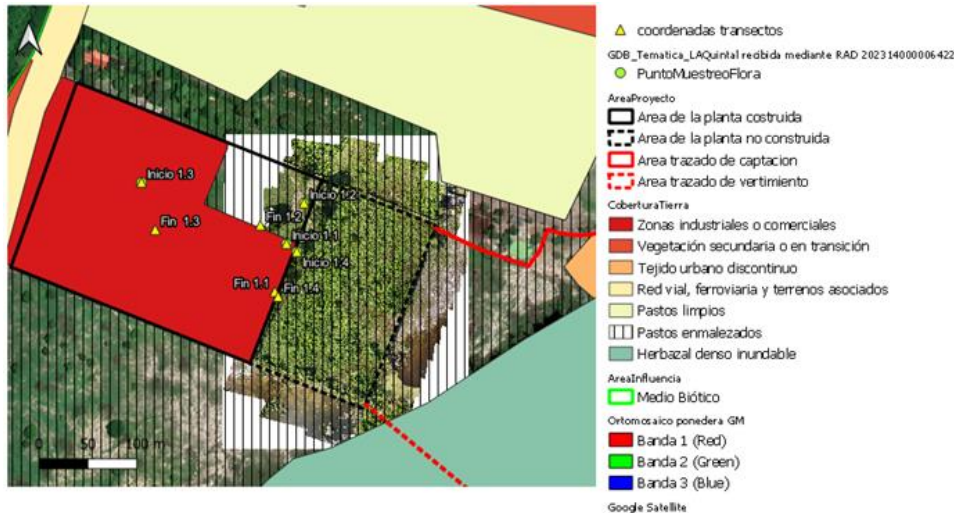 Inicio 1.3
Fin 1.3
Inicio 1.2
Fin 1.2
Inicio 1.1
Inicio 1.4
Fin 1.1
Fin 1.4
0 50 100 m
coordenadas transectos
GDB_Tematica_LAQuintal recibida mediante RAD 20231400006422
PuntoMuestreoFlora
AreaProyecto
Area de la planta costruida
Area de la planta no construida
Area trazado de captacion
Area trazado de vertimiento
CoberturaTierra
Zonas industriales o comerciales
Vegetación secundaria o en transición
Tejido urbano discontinuo
Red vial, ferroviaria y terrenos asociados
Pastos limpios
Pastos enmalezados
Herbazal denso inundable
AreaInfluencia
Medio Biótico
Ortomosaico ponedera GM
Banda 1 (Red)
Banda 2 (Green)
Banda 3 (Blue)
Google Satellite